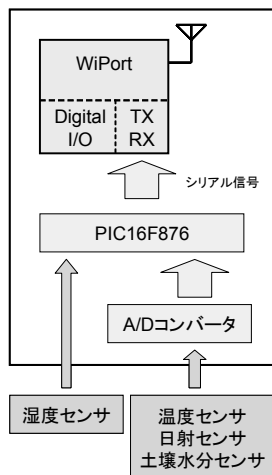 WiPort
Digital I/O
TX RX
シリアル信号
PIC16F876
A/Dコンバータ
湿度センサ
温度センサ
日射センサ
土壌水分センサ